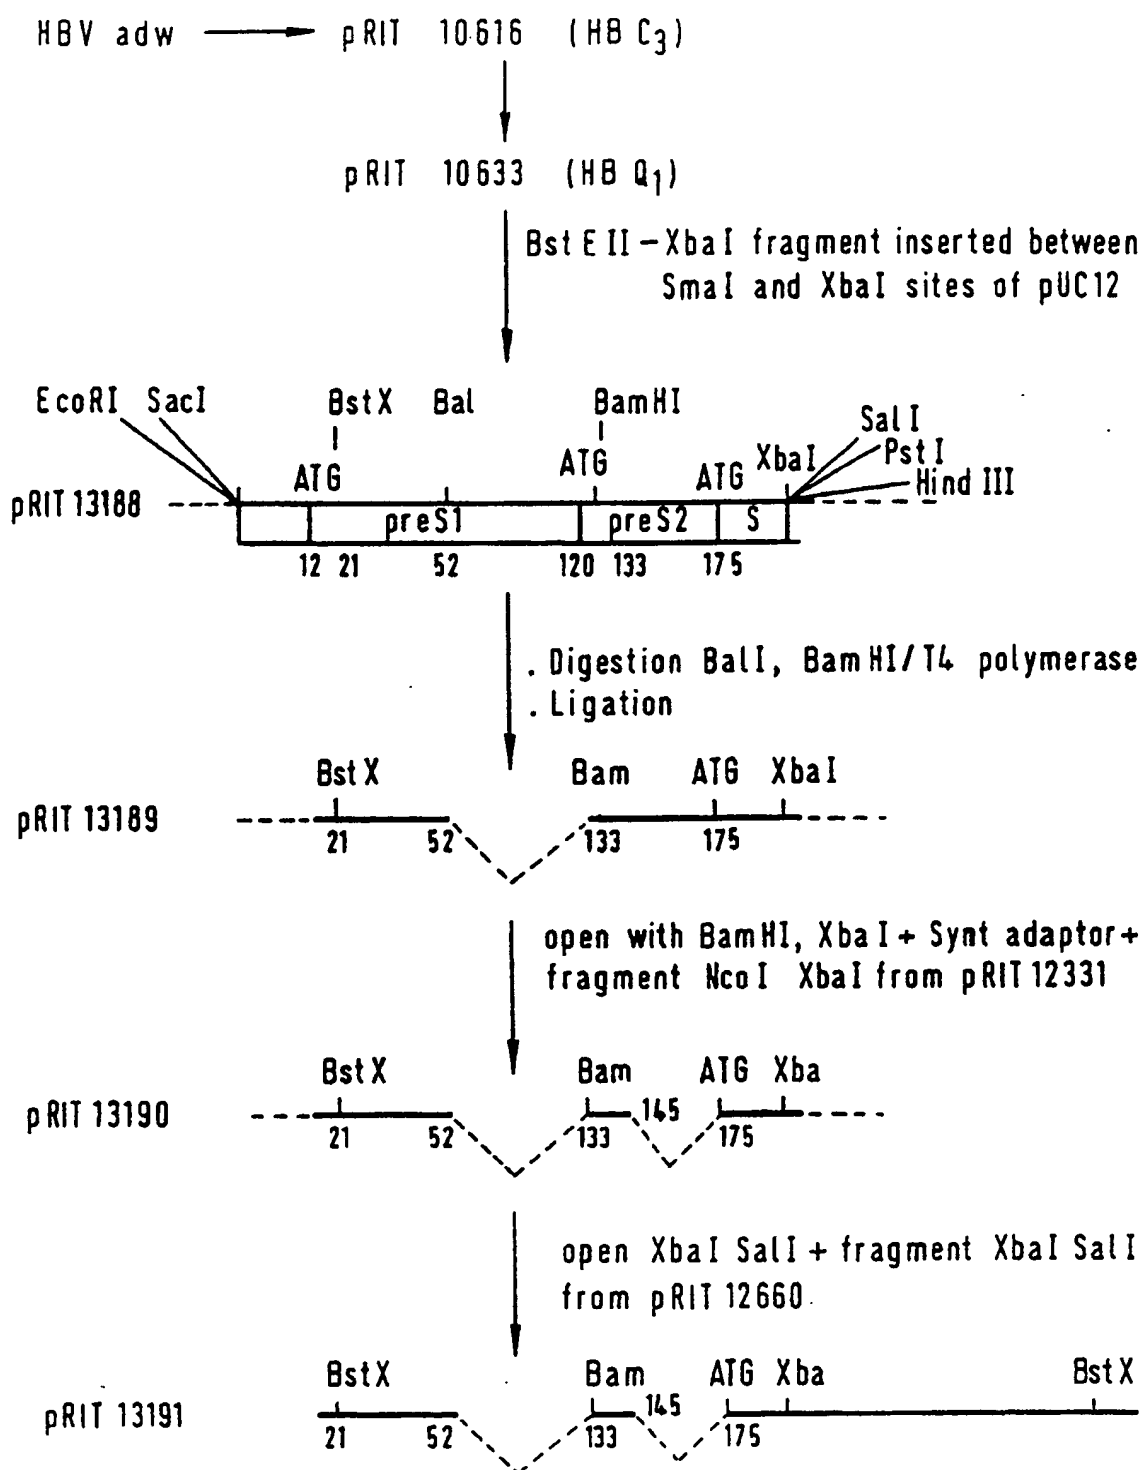 HBV adw pRIT 10616 (HB C3)
pRIT 10633 (HB Q1)
BstEII-XbaI fragment inserted between
SmaI and XbaI sites of pUC12
EcoRI SacI BstX Bal BamHI SalI
PstI
HindIII
ATG ATG ATG XbaI
pRIT 13188
preS1 preS2 S
12 21 52 120 133 175
. Digestion BalI, BamHI/T4 polymerase
. Ligation
BstX Bam ATG XbaI
pRIT 13189
21 52 133 175
open with BamHI, XbaI + Synt adaptor+
fragment NcoI XbaI from pRIT 12331
BstX Bam ATG Xba
pRIT 13190
145
21 52 133 175
open XbaI SalI + fragment XbaI SalI
from pRIT 12660
BstX Bam ATG Xba BstX
pRIT 13191
145
21 52 133 175